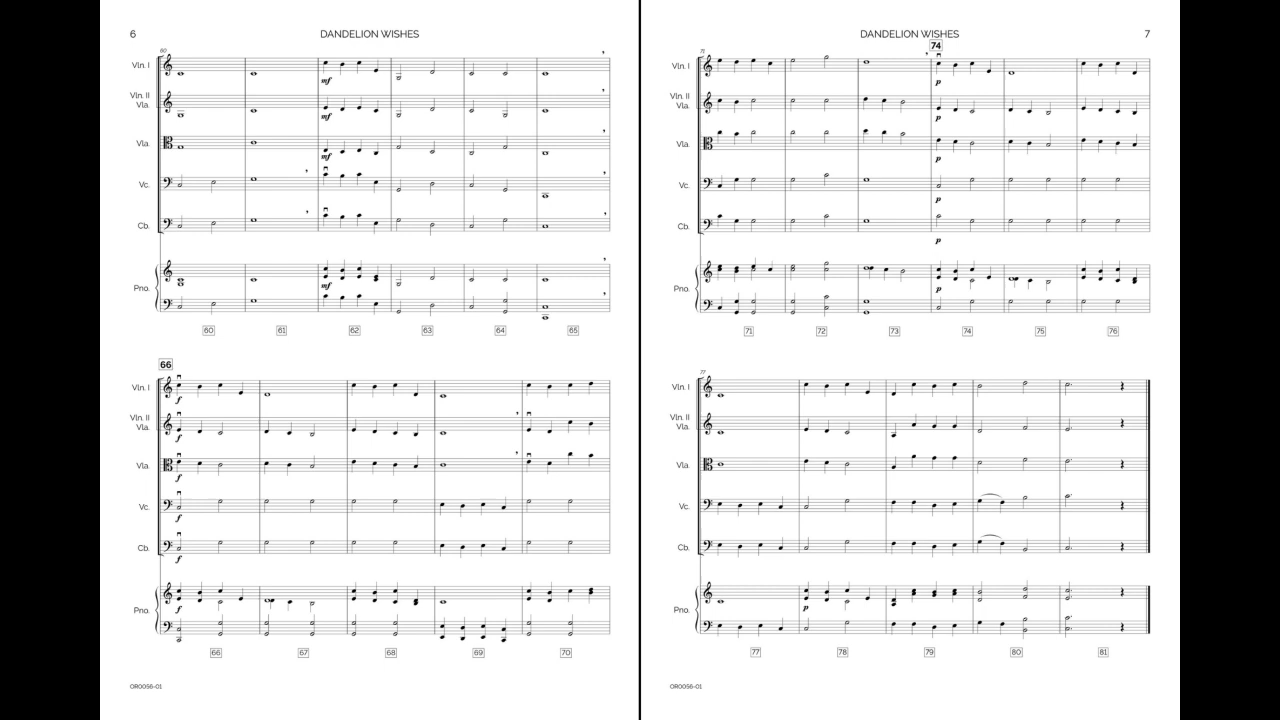 6
DANDELION WISHES
60
Vln. I
Vln. II
Vla.
Vla.
Vc.
Cb.
Pno.
mf
mf
mf
mf
60
61
62
63
64
65
66
Vln. I
Vln. II
Vla.
Vla.
Vc.
Cb.
Pno.
f
f
f
f
f
f
66
67
68
69
70
OR0056-01
DANDELION WISHES
7
71
74
Vln. I
Vln. II
Vla.
Vla.
Vc.
Cb.
Pno.
p
p
p
p
p
p
71
72
73
74
75
76
77
Vln. I
Vln. II
Vla.
Vla.
Vc.
Cb.
Pno.
p
77
78
79
80
81
OR0056-01